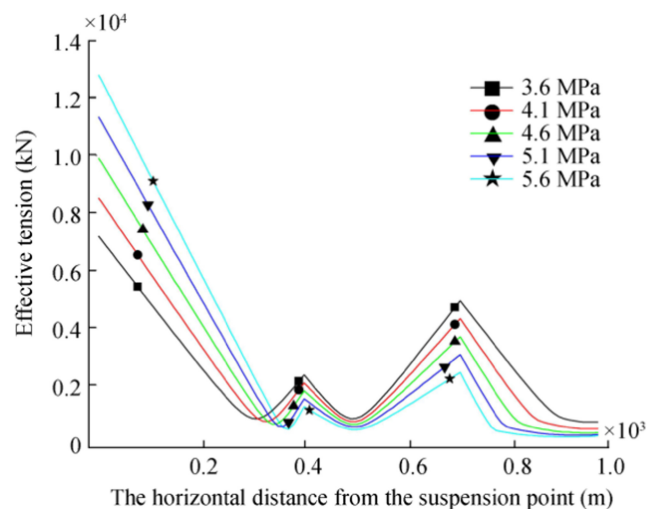 ×10⁴
1.4
1.2
1.0
0.8
0.6
0.4
0.2
0
Effective tension (kN)
3.6 MPa
4.1 MPa
4.6 MPa
5.1 MPa
5.6 MPa
0.2
0.4
0.6
0.8
1.0
×10³
The horizontal distance from the suspension point (m)